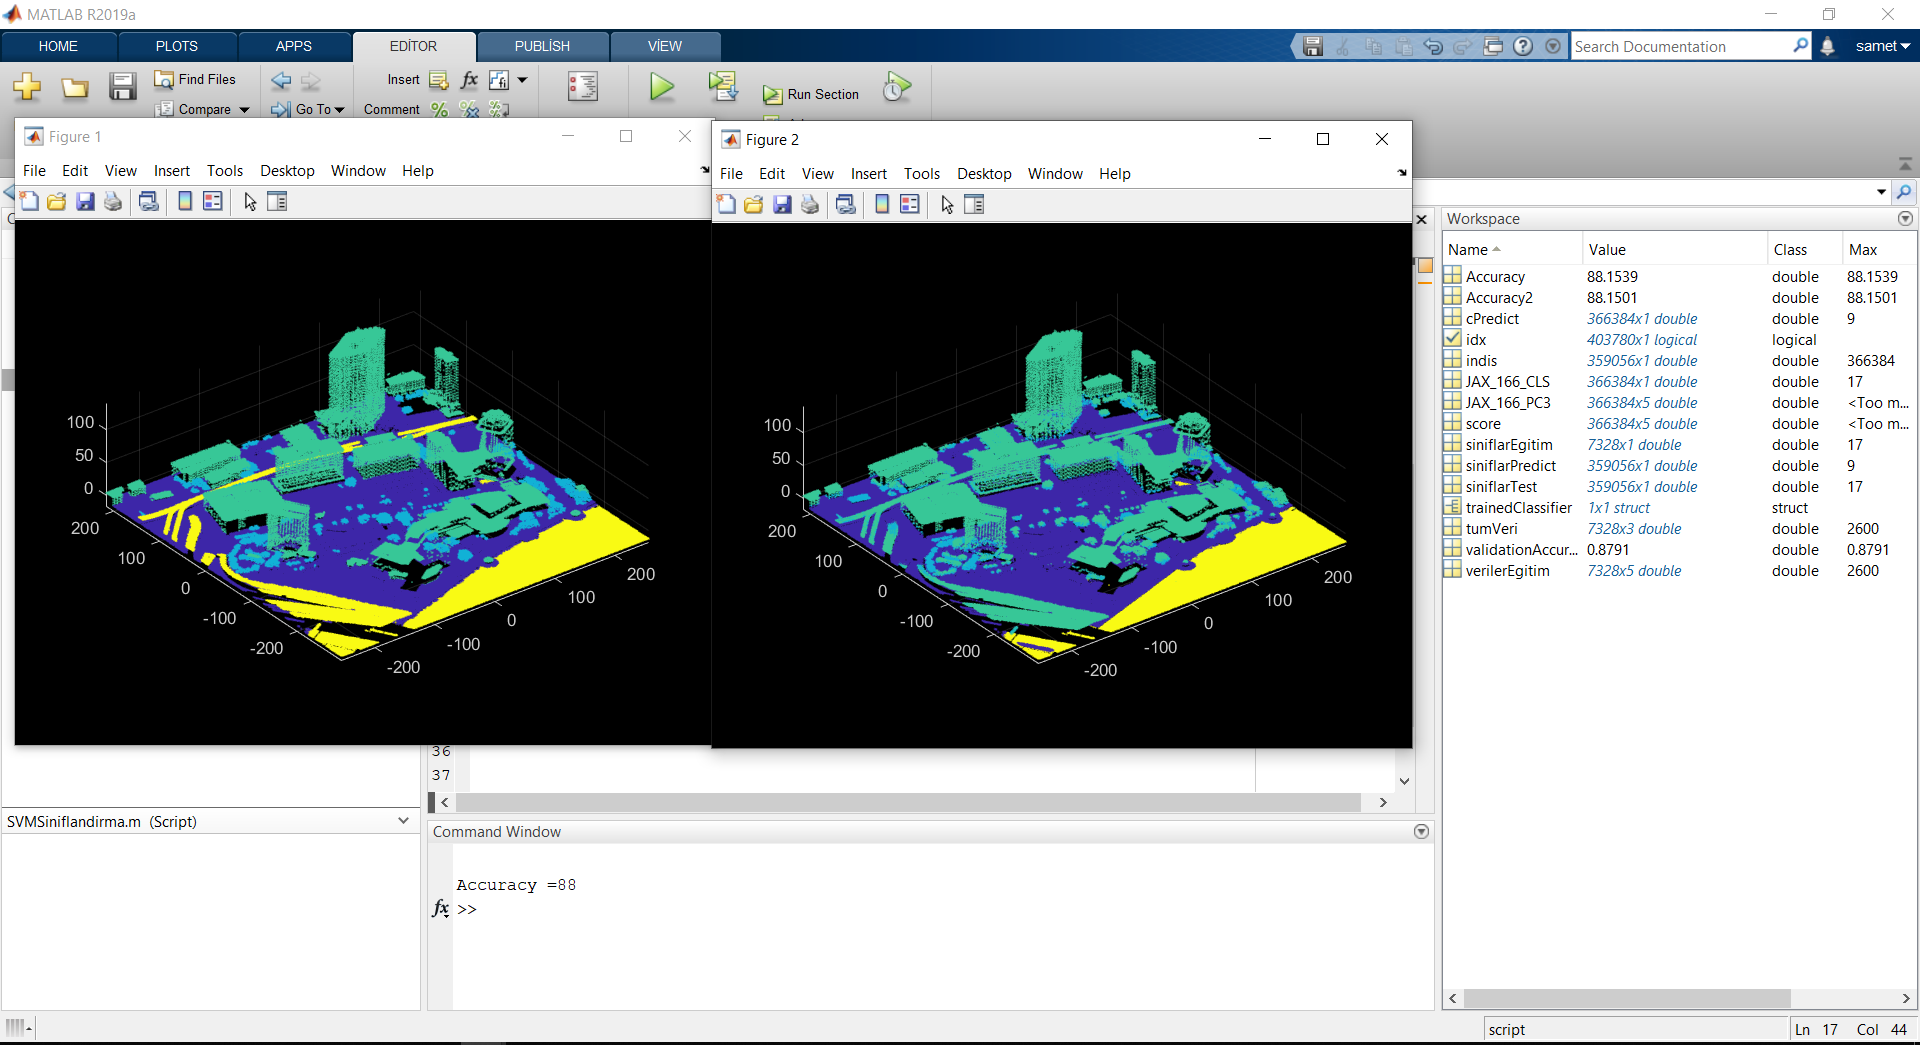 MATLAB R2019a
HOME PLOTS APPS EDİTOR PUBLİSH VİEW
Search Documentation
samet
Find Files
Insert
Run Section
Compare
Go To
Comment
Figure 1
File Edit View Insert Tools Desktop Window Help
100
50
0
200
100
0
-100
-200
-200
-100
0
100
200
Figure 2
File Edit View Insert Tools Desktop Window Help
100
50
0
200
100
0
-100
-200
-200
-100
0
100
200
Workspace
Name Value Class Max
Accuracy 88.1539 double 88.1539
Accuracy2 88.1501 double 88.1501
cPredict 366384x1 double double 9
idx 403780x1 logical logical
indis 359056x1 double double 366384
JAX_166_CLS 366384x1 double double 17
JAX_166_PC3 366384x5 double double <Too m...
score 366384x5 double double <Too m...
siniflarEgitim 7328x1 double double 17
siniflarPredict 359056x1 double double 9
siniflarTest 359056x1 double double 17
trainedClassifier 1x1 struct struct
tumVeri 7328x3 double double 2600
validationAccur... 0.8791 double 0.8791
verilerEgitim 7328x5 double double 2600
36
37
SVMSiniflandirma.m (Script)
Command Window
Accuracy =88
fx >>
script
Ln 17 Col 44